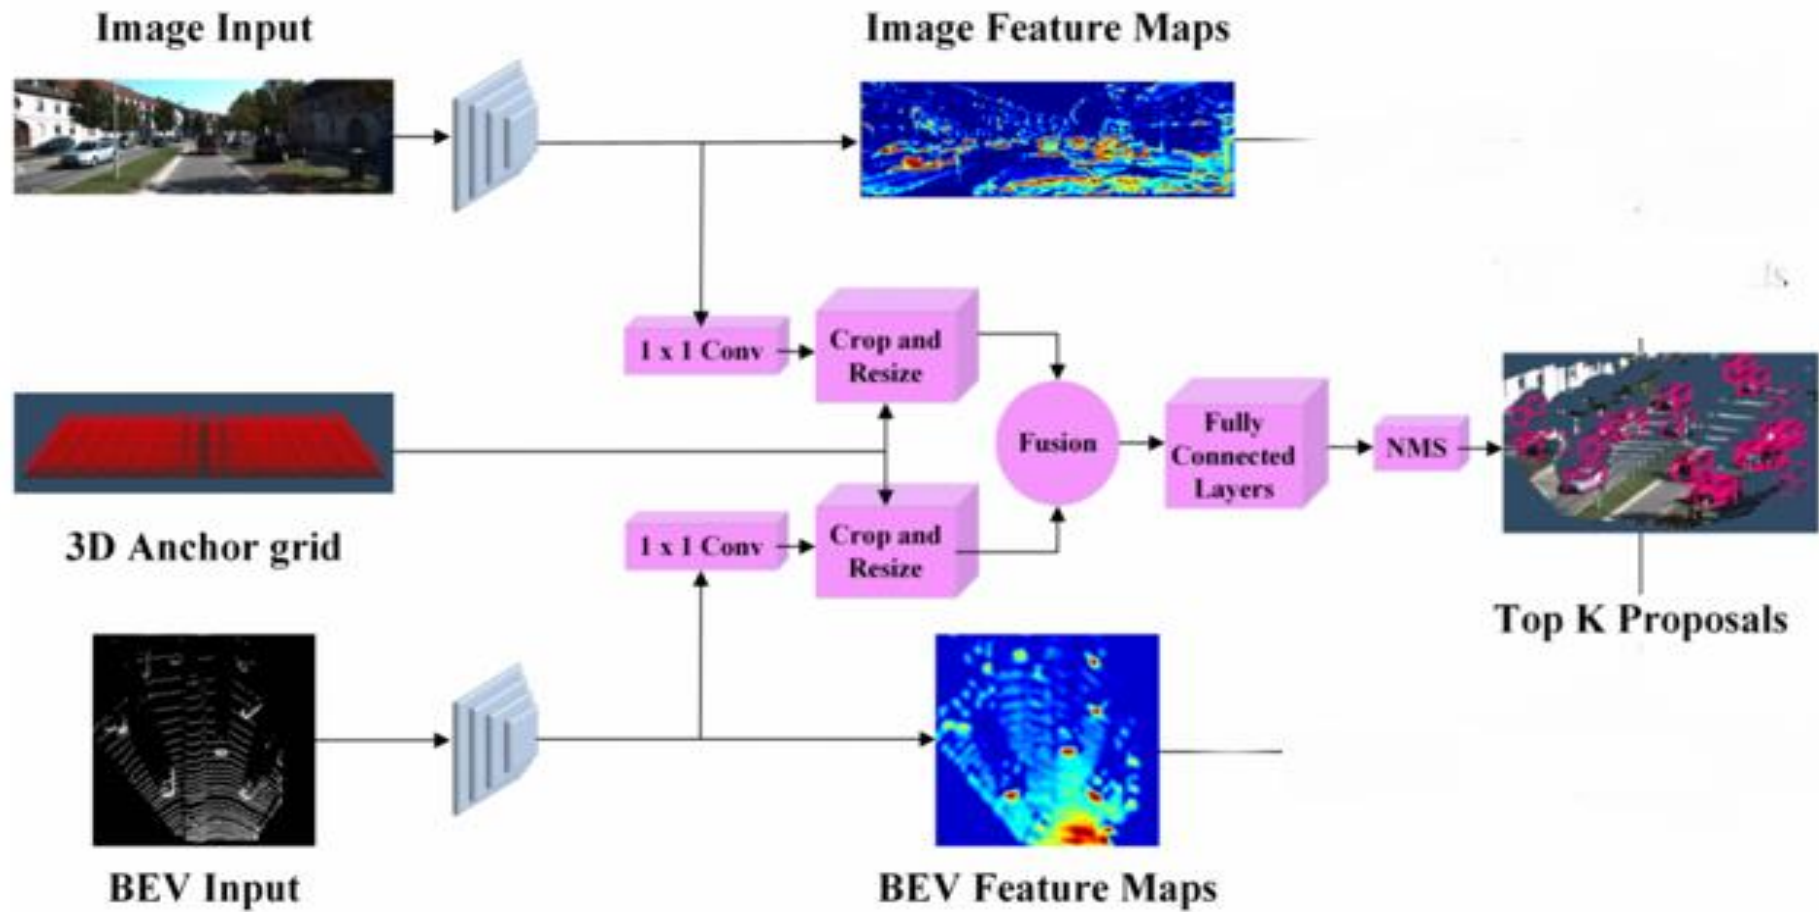 Image Input
Image Feature Maps
1 x 1 Conv
Crop and
Resize
3D Anchor grid
Fusion
Fully
Connected
Layers
NMS
1 x 1 Conv
Crop and
Resize
Top K Proposals
BEV Input
BEV Feature Maps